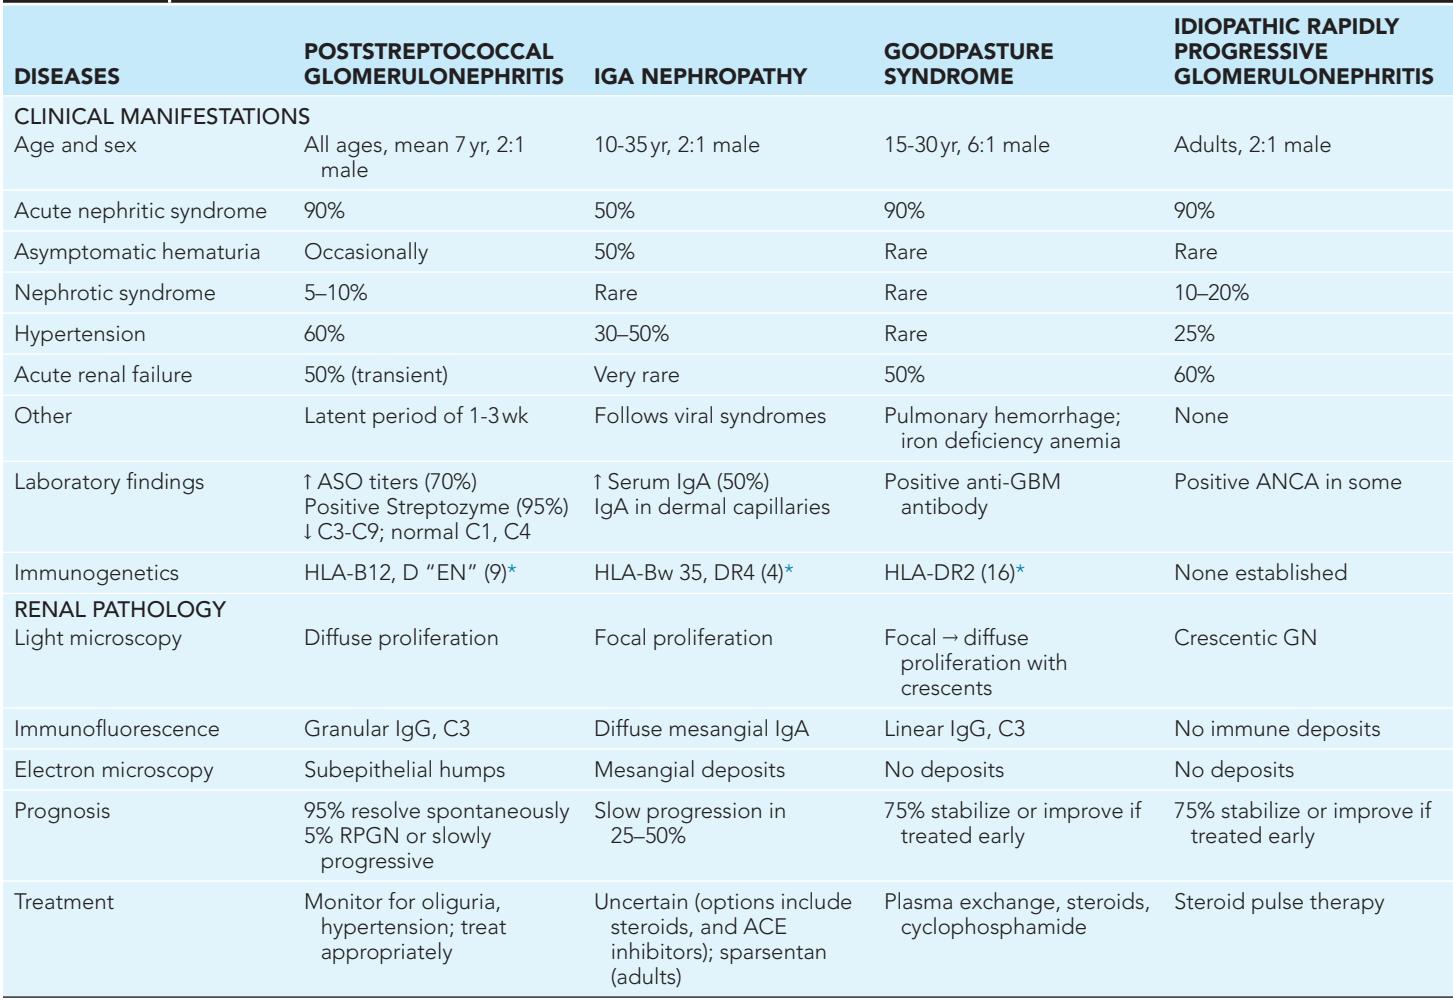 DISEASES
POSTSTREPTOCOCCAL
GLOMERULONEPHRITIS
IGA NEPHROPATHY
GOODPASTURE
SYNDROME
IDIOPATHIC RAPIDLY
PROGRESSIVE
GLOMERULONEPHRITIS
CLINICAL MANIFESTATIONS
Age and sex
All ages, mean 7 yr, 2:1
male
10-35 yr, 2:1 male
15-30 yr, 6:1 male
Adults, 2:1 male
Acute nephritic syndrome
90%
50%
90%
90%
Asymptomatic hematuria
Occasionally
50%
Rare
Rare
Nephrotic syndrome
5–10%
Rare
Rare
10–20%
Hypertension
60%
30–50%
Rare
25%
Acute renal failure
50% (transient)
Very rare
50%
60%
Other
Latent period of 1-3 wk
Follows viral syndromes
Pulmonary hemorrhage;
iron deficiency anemia
None
Laboratory findings
↑ ASO titers (70%)
Positive Streptozyme (95%)
↓ C3-C9; normal C1, C4
↑ Serum IgA (50%)
IgA in dermal capillaries
Positive anti-GBM
antibody
Positive ANCA in some
Immunogenetics
HLA-B12, D “EN” (9)*
HLA-Bw 35, DR4 (4)*
HLA-DR2 (16)*
None established
RENAL PATHOLOGY
Light microscopy
Diffuse proliferation
Focal proliferation
Focal → diffuse
proliferation with
crescents
Crescentic GN
Immunofluorescence
Granular IgG, C3
Diffuse mesangial IgA
Linear IgG, C3
No immune deposits
Electron microscopy
Subepithelial humps
Mesangial deposits
No deposits
No deposits
Prognosis
95% resolve spontaneously
5% RPGN or slowly
progressive
Slow progression in
25–50%
75% stabilize or improve if
treated early
75% stabilize or improve if
treated early
Treatment
Monitor for oliguria,
hypertension; treat
appropriately
Uncertain (options include
steroids, and ACE
inhibitors); sparsentan
(adults)
Plasma exchange, steroids,
cyclophosphamide
Steroid pulse therapy